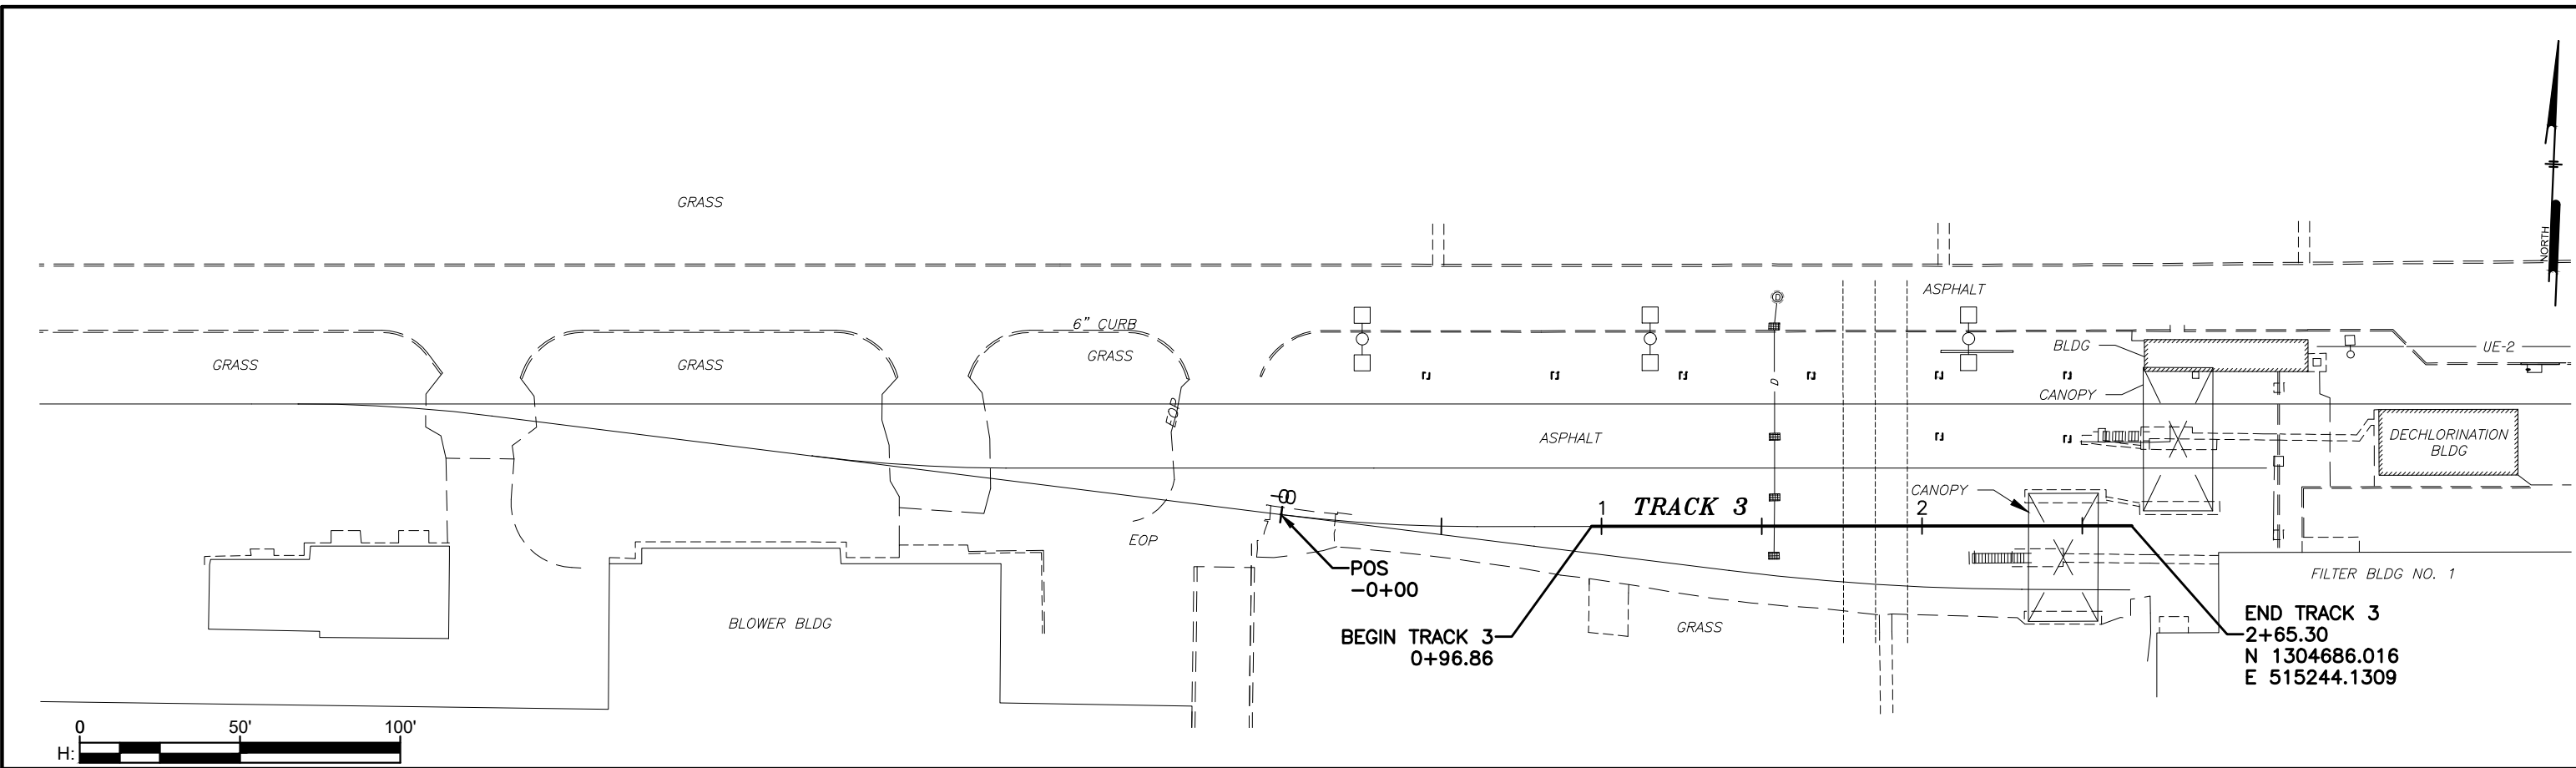 GRASS
NORTH
ASPHALT
D
6" CURB
GRASS
GRASS
GRASS
BLDG
UE-2
D
CANOPY
EOP
ASPHALT
DECHLORINATION
BLDG
CANOPY
-0+00
1
TRACK 3
2
EOP
POS
-0+00
FILTER BLDG NO. 1
BLOWER BLDG
GRASS
BEGIN TRACK 3
0+96.86
END TRACK 3
2+65.30
N 1304686.016
E 515244.1309
0 50' 100'
H: